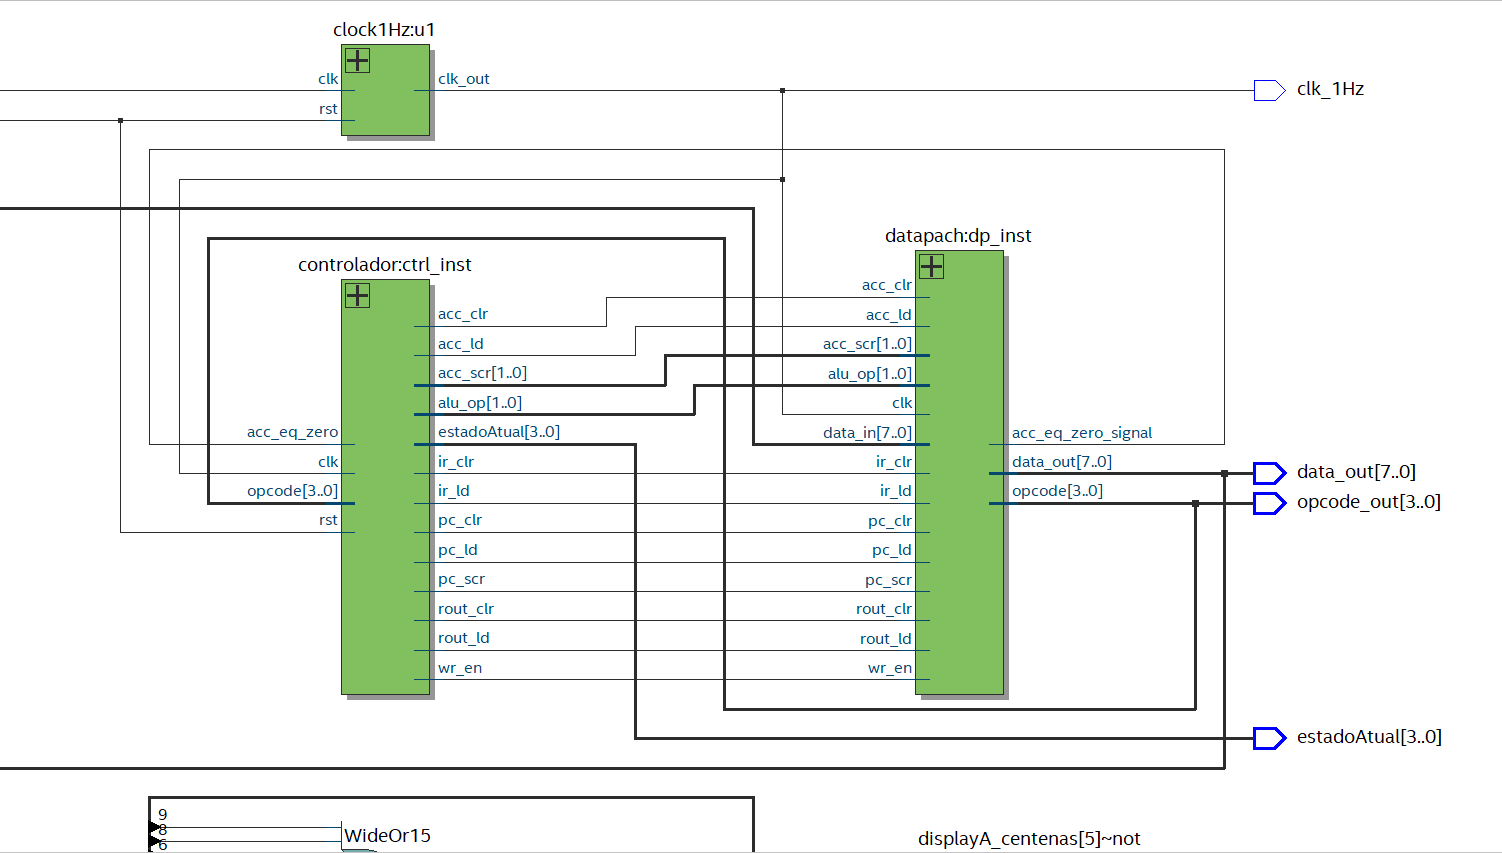 clock1Hz:u1
clk
clk_out
rst
clk_1Hz
datapach:dp_inst
controlador:ctrl_inst
acc_clr
acc_ld
acc_scr[1..0]
alu_op[1..0]
estadoAtual[3..0]
ir_clr
ir_ld
pc_clr
pc_ld
pc_scr
rout_clr
rout_ld
wr_en
acc_eq_zero
clk
opcode[3..0]
rst
acc_clr
acc_ld
acc_scr[1..0]
alu_op[1..0]
clk
data_in[7..0]
ir_clr
ir_ld
pc_clr
pc_ld
pc_scr
rout_clr
rout_ld
wr_en
acc_eq_zero_signal
data_out[7..0]
opcode[3..0]
data_out[7..0]
opcode_out[3..0]
estadoAtual[3..0]
9
8
6
WideOr15
displayA_centenas[5]~not